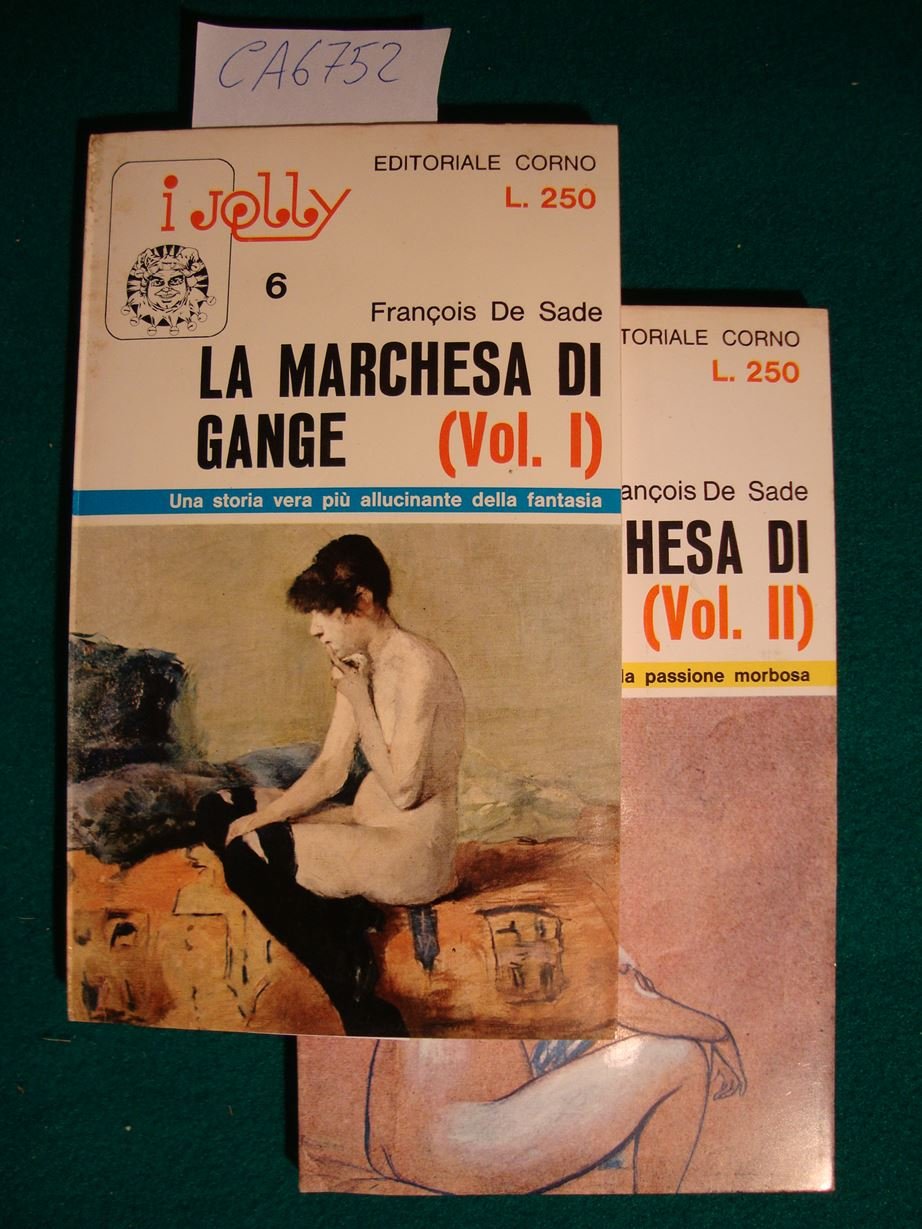 CA6752
EDITORIALE CORNO
i Jolly
L. 250
6
François De Sade
LA MARCHESA DI
GANGE (Vol. I)
Una storia vera più allucinante della fantasia
TORIALE CORNO
L. 250
ançois De Sade
HESA DI
(Vol. II)
la passione morbosa